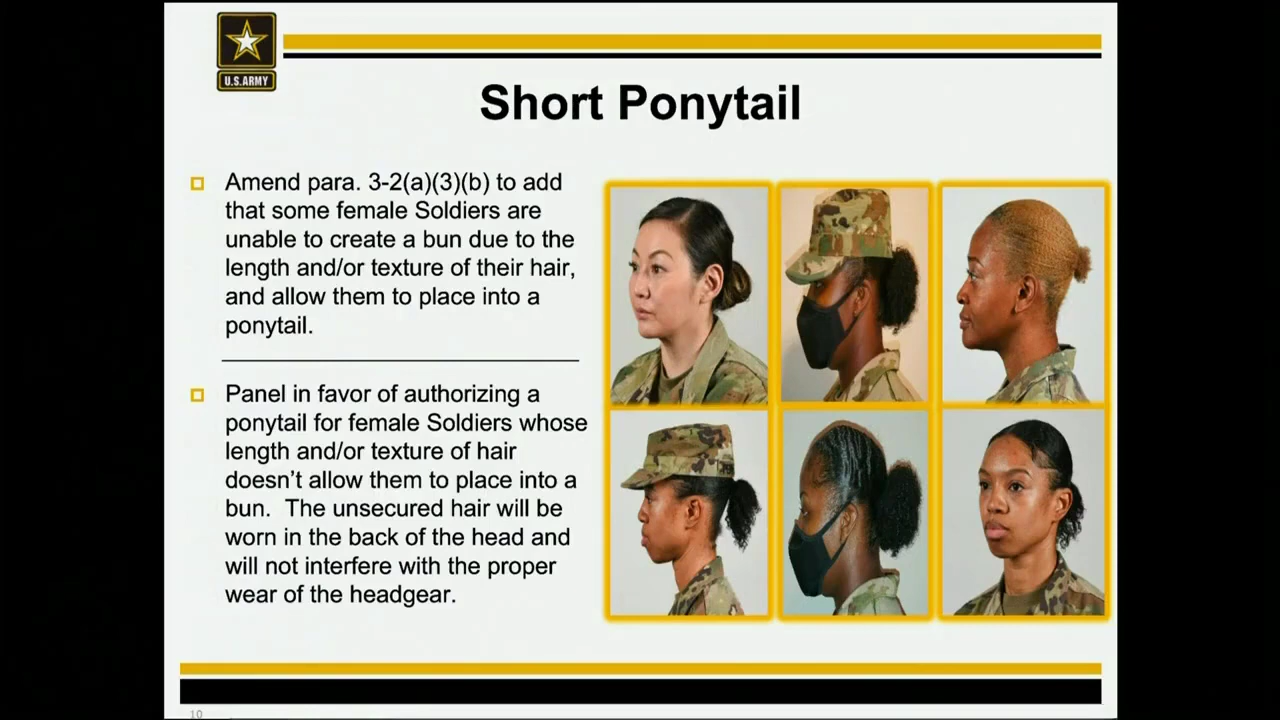 U.S.ARMY
Short Ponytail
Amend para. 3-2(a)(3)(b) to add
that some female Soldiers are
unable to create a bun due to the
length and/or texture of their hair,
and allow them to place into a
ponytail.
Panel in favor of authorizing a
ponytail for female Soldiers whose
length and/or texture of hair
doesn’t allow them to place into a
bun.  The unsecured hair will be
worn in the back of the head and
will not interfere with the proper
wear of the headgear.
10